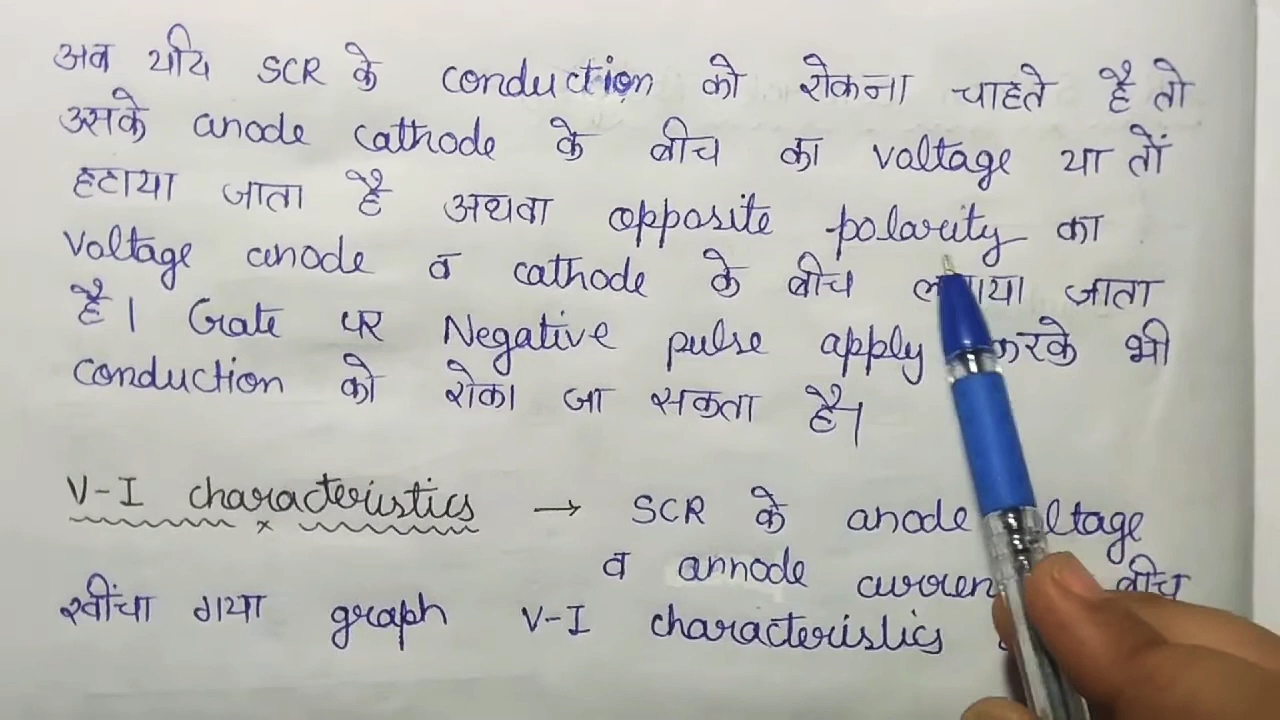 अब यदि SCR के conduction को रोकना चाहते है तो
उसके anode cathode के बीच का voltage या तों
हटाया जाता है अथवा opposite polarity का
voltage anode व cathode के बीच लगाया जाता
है। Gate पर Negative pulse apply करके भी
conduction को रोका जा सकता है।
V-I characteristics → SCR के anode voltage
व annode current बीच
खींचा गया graph V-I characteristics